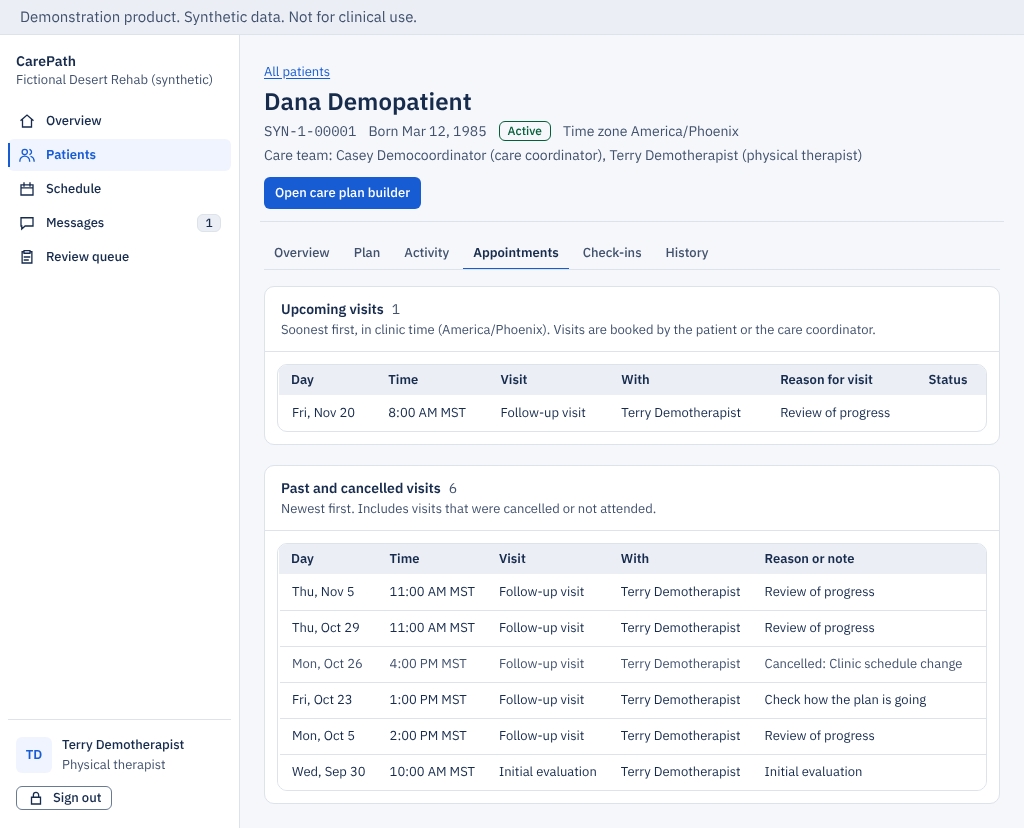 Demonstration product. Synthetic data. Not for clinical use.
CarePath
Fictional Desert Rehab (synthetic)
Overview
Patients
Schedule
Messages 1
Review queue
Terry Demotherapist
TD
Physical therapist
Sign out
All patients
Dana Demopatient
SYN-1-00001 Born Mar 12, 1985 Active Time zone America/Phoenix
Care team: Casey Democoordinator (care coordinator), Terry Demotherapist (physical therapist)
Open care plan builder
Overview Plan Activity Appointments Check-ins History
Upcoming visits 1
Soonest first, in clinic time (America/Phoenix). Visits are booked by the patient or the care coordinator.
Day Time Visit With Reason for visit Status
Fri, Nov 20 8:00 AM MST Follow-up visit Terry Demotherapist Review of progress
Past and cancelled visits 6
Newest first. Includes visits that were cancelled or not attended.
Day Time Visit With Reason or note
Thu, Nov 5 11:00 AM MST Follow-up visit Terry Demotherapist Review of progress
Thu, Oct 29 11:00 AM MST Follow-up visit Terry Demotherapist Review of progress
Mon, Oct 26 4:00 PM MST Follow-up visit Terry Demotherapist Cancelled: Clinic schedule change
Fri, Oct 23 1:00 PM MST Follow-up visit Terry Demotherapist Check how the plan is going
Mon, Oct 5 2:00 PM MST Follow-up visit Terry Demotherapist Review of progress
Wed, Sep 30 10:00 AM MST Initial evaluation Terry Demotherapist Initial evaluation